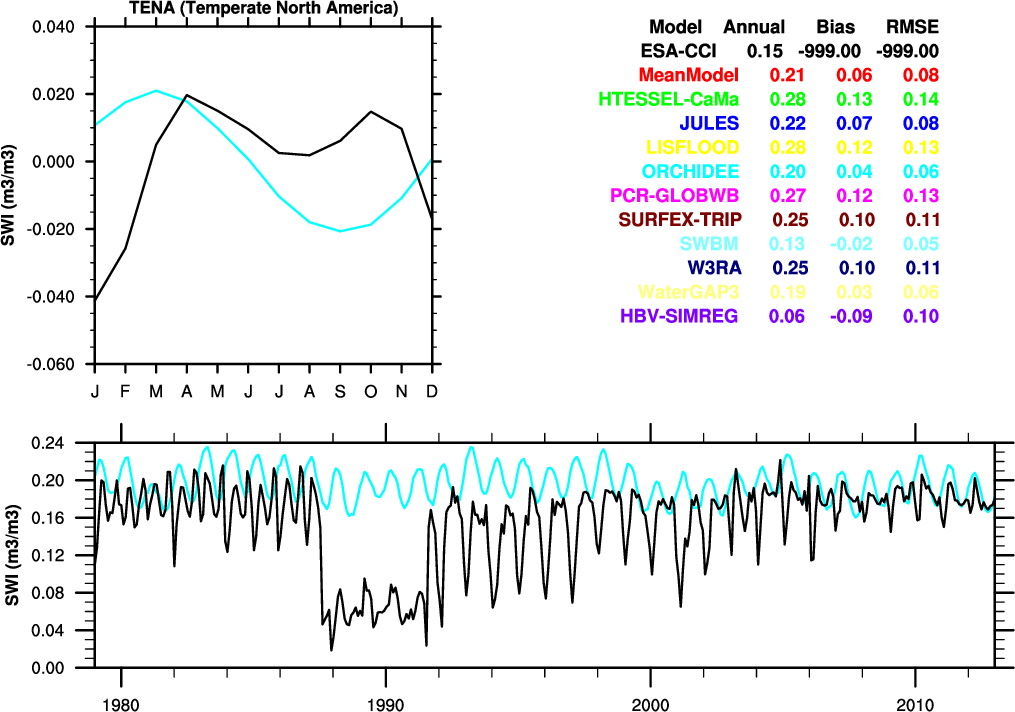 TENA (Temperate North America)
0.040
0.020
0.000
-0.020
-0.040
-0.060
SWI (m3/m3)
J F M A M J J A S O N D
Model Annual Bias RMSE
ESA-CCI 0.15 -999.00 -999.00
MeanModel 0.21 0.06 0.08
HTESSEL-CaMa 0.28 0.13 0.14
JULES 0.22 0.07 0.08
LISFLOOD 0.28 0.12 0.13
ORCHIDEE 0.20 0.04 0.06
PCR-GLOBWB 0.27 0.12 0.13
SURFEX-TRIP 0.25 0.10 0.11
SWBM 0.13 -0.02 0.05
W3RA 0.25 0.10 0.11
WaterGAP3 0.19 0.03 0.06
HBV-SIMREG 0.06 -0.09 0.10
0.24
0.20
0.16
0.12
0.08
0.04
0.00
SWI (m3/m3)
1980 1990 2000 2010